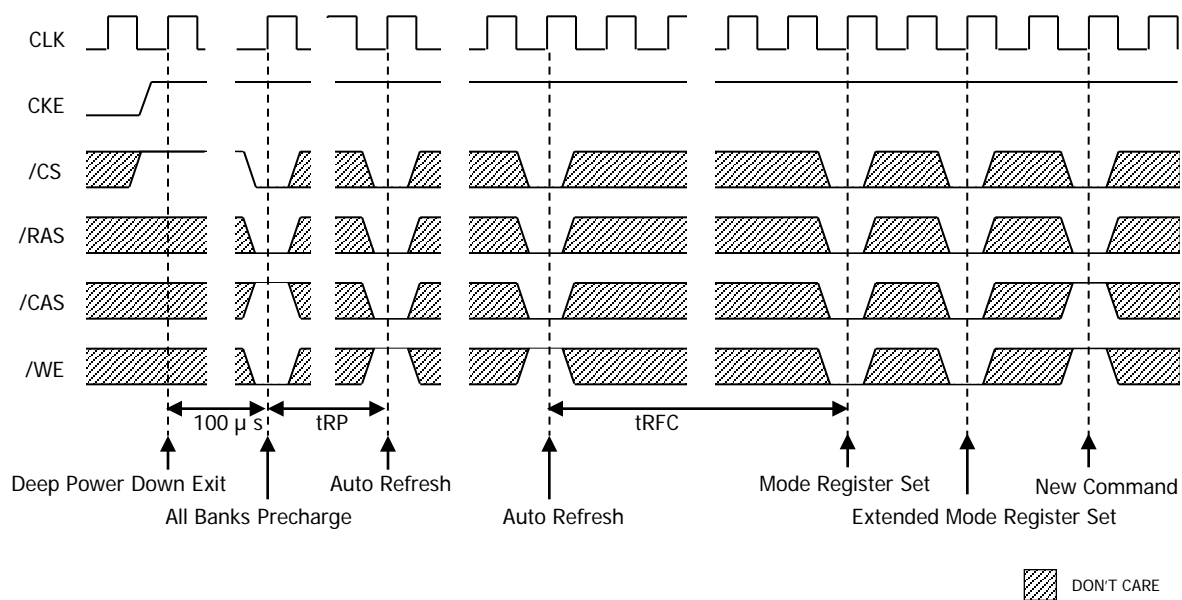 CLK
CKE
/CS
/RAS
/CAS
/WE
100 μ s
tRP
tRFC
Deep Power Down Exit
Auto Refresh
Mode Register Set
New Command
All Banks Precharge
Auto Refresh
Extended Mode Register Set
DON'T CARE